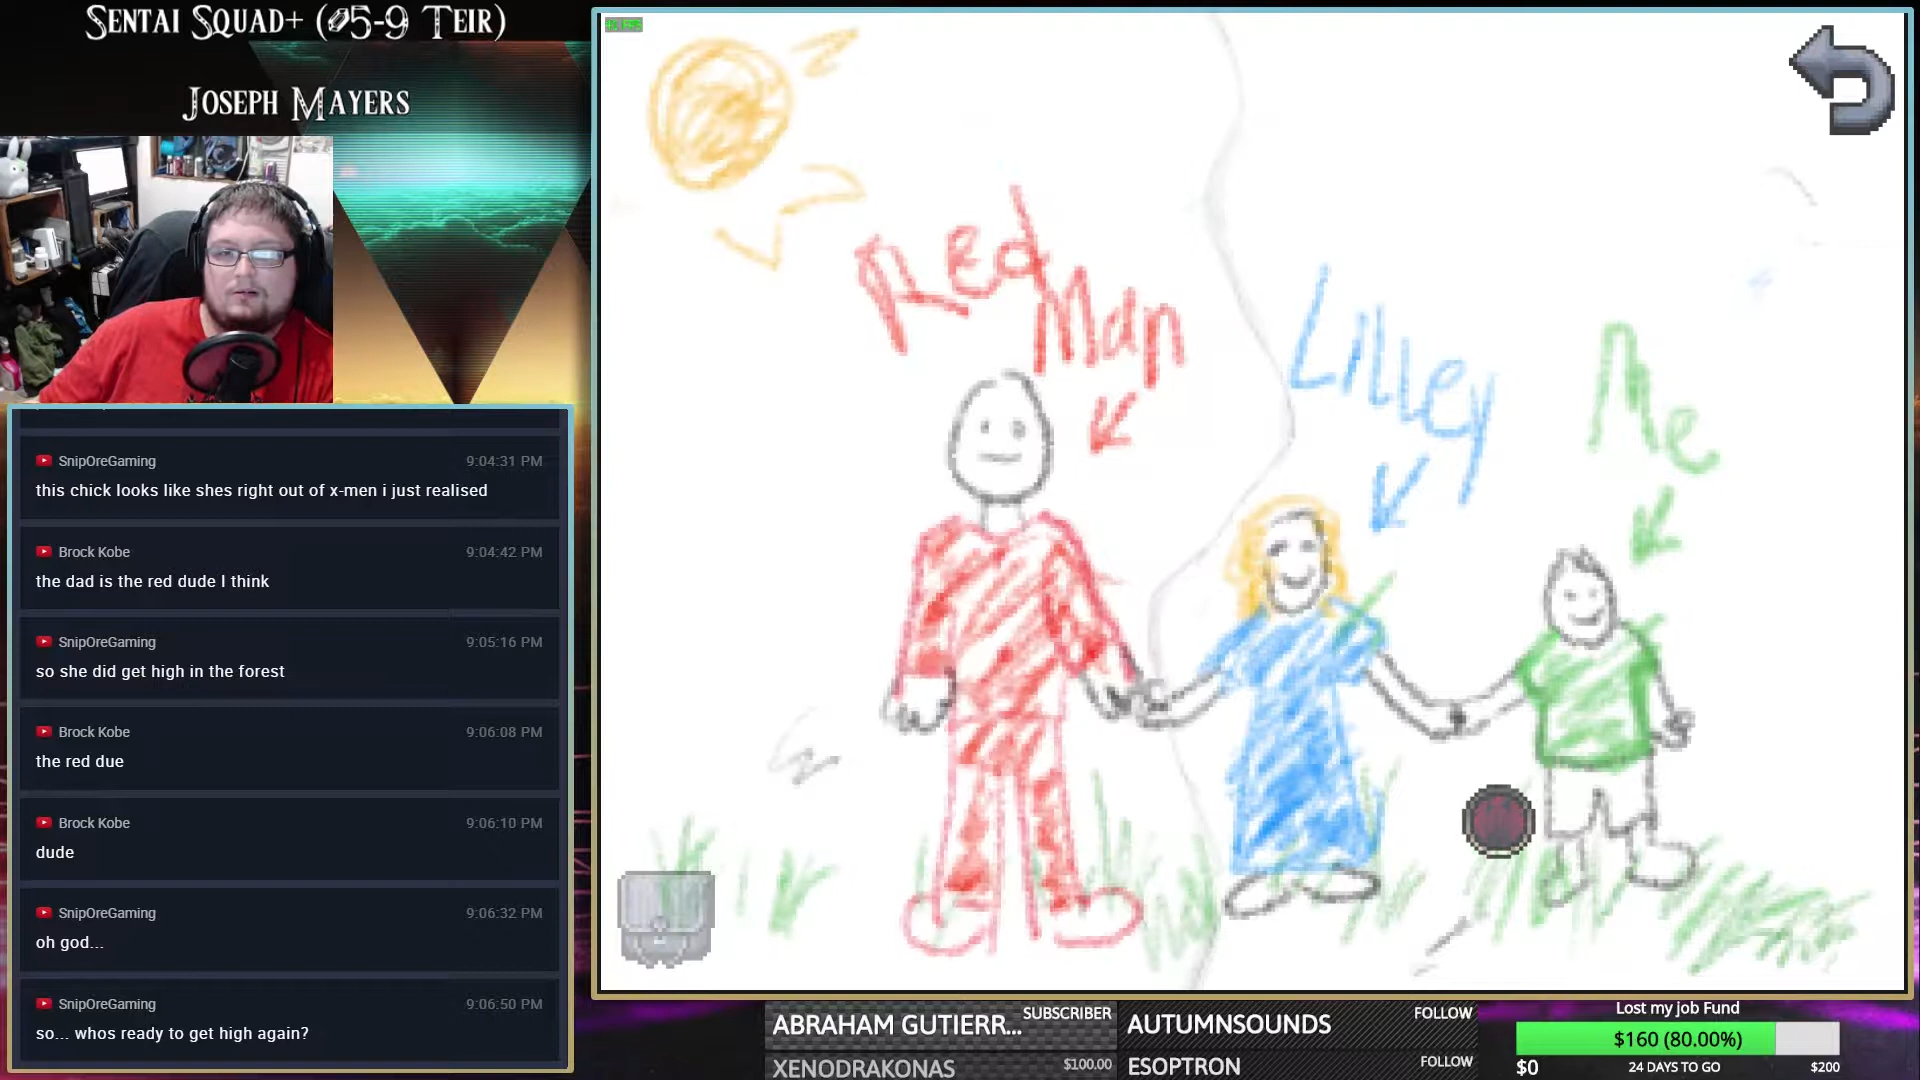 Sentai Squad+ ($5-9 Teir)
Joseph Mayers
SnipOreGaming 9:04:31 PM
this chick looks like shes right out of x-men i just realised
Brock Kobe 9:04:42 PM
the dad is the red dude I think
SnipOreGaming 9:05:16 PM
so she did get high in the forest
Brock Kobe 9:06:08 PM
the red due
Brock Kobe 9:06:10 PM
dude
SnipOreGaming 9:06:32 PM
oh god...
SnipOreGaming 9:06:50 PM
so... whos ready to get high again?
Red
Man
Lilley
Me
ABRAHAM GUTIERR... SUBSCRIBER
XENODRAKONAS $100.00
AUTUMNSOUNDS FOLLOW
ESOPTRON FOLLOW
Lost my job Fund
$160 (80.00%)
$0 24 DAYS TO GO $200